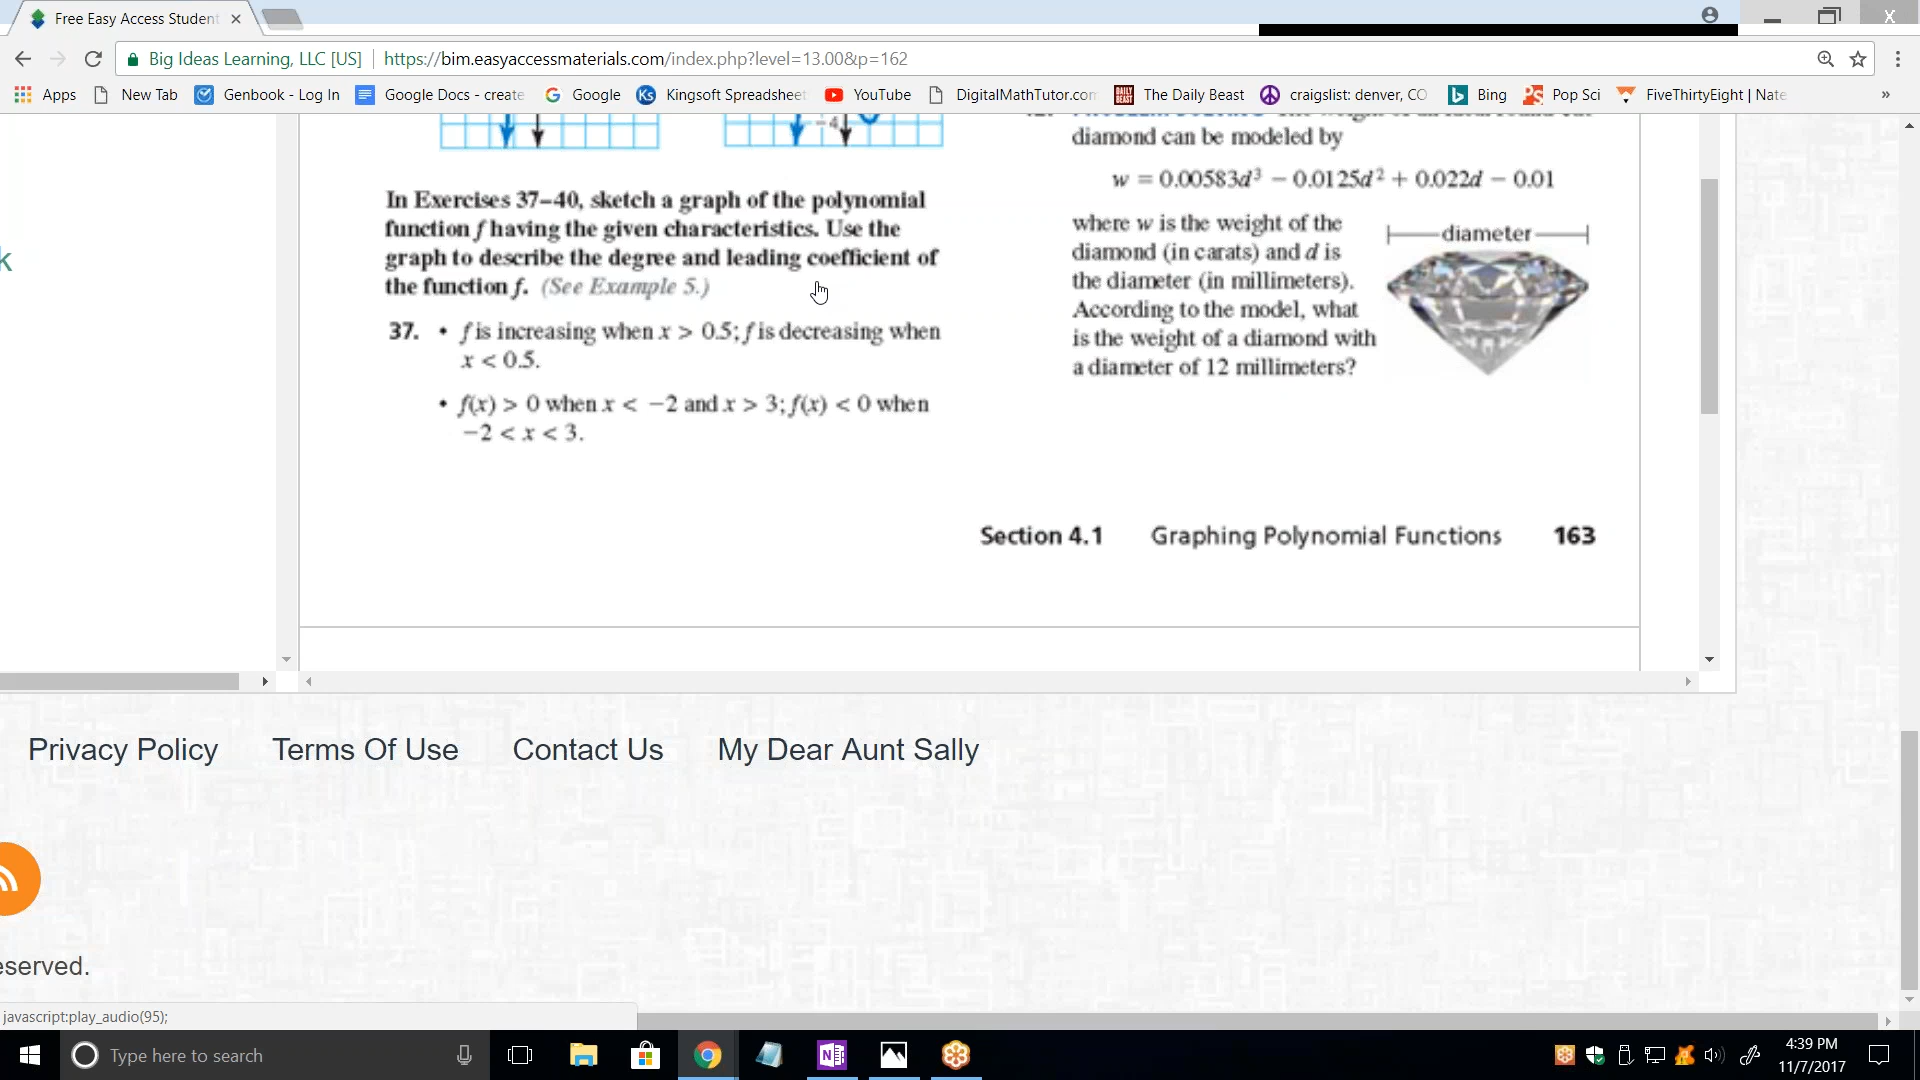 Free Easy Access Student
Big Ideas Learning, LLC [US] https://bim.easyaccessmaterials.com/index.php?level=13.00&p=162
Apps New Tab Genbook - Log In Google Docs - create Google Kingsoft Spreadsheet YouTube DigitalMathTutor.com The Daily Beast craigslist: denver, CO Bing Pop Sci FiveThirtyEight | Nate »
-4
diamond can be modeled by
w = 0.00583d³ − 0.0125d² + 0.022d − 0.01
In Exercises 37–40, sketch a graph of the polynomial
function f having the given characteristics. Use the
graph to describe the degree and leading coefficient of
the function f. (See Example 5.)
37. • f is increasing when x > 0.5; f is decreasing when
x < 0.5.
• f(x) > 0 when x < −2 and x > 3; f(x) < 0 when
−2 < x < 3.
where w is the weight of the
diamond (in carats) and d is
the diameter (in millimeters).
According to the model, what
is the weight of a diamond with
a diameter of 12 millimeters?
diameter
Section 4.1 Graphing Polynomial Functions 163
k
Privacy Policy Terms Of Use Contact Us My Dear Aunt Sally
eserved.
javascript:play_audio(95);
Type here to search
4:39 PM
11/7/2017